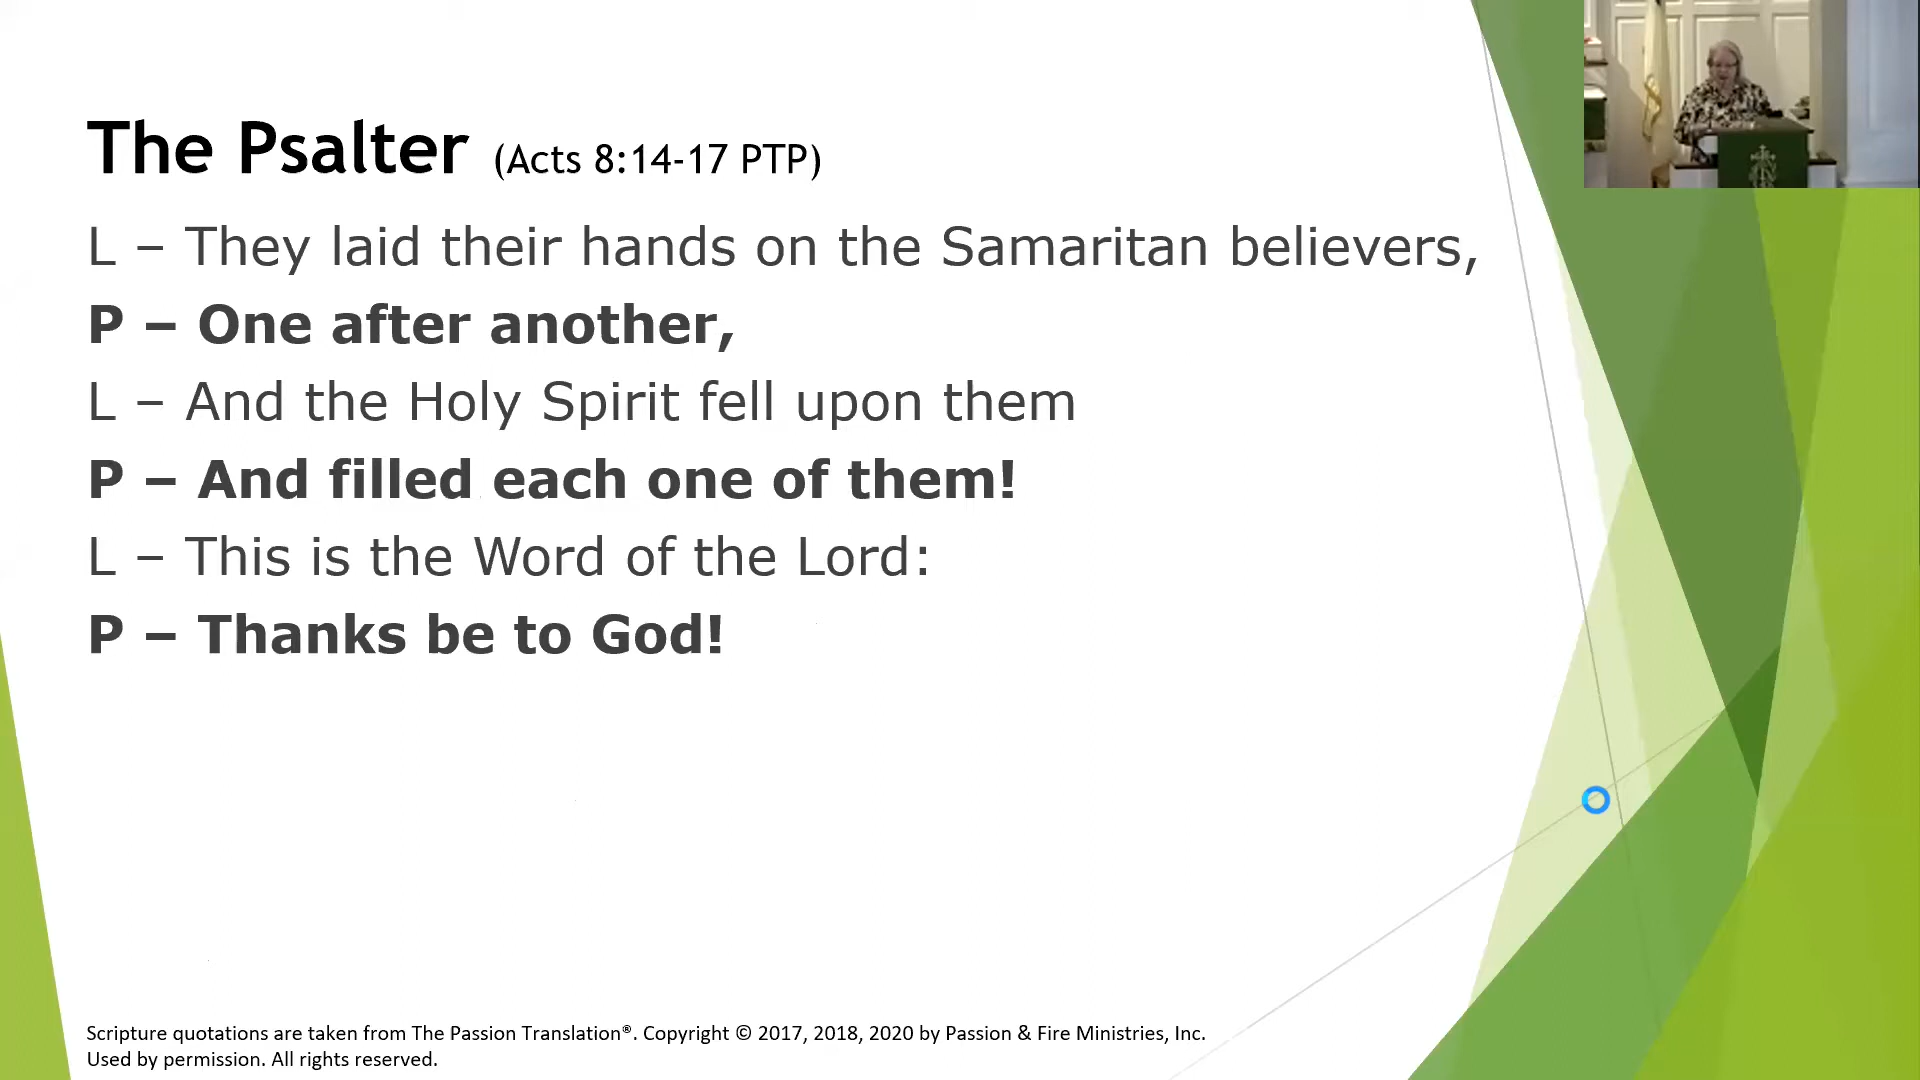 The Psalter (Acts 8:14-17 PTP)
L – They laid their hands on the Samaritan believers,
P – One after another,
L – And the Holy Spirit fell upon them
P – And filled each one of them!
L – This is the Word of the Lord:
P – Thanks be to God!
Scripture quotations are taken from The Passion Translation®. Copyright © 2017, 2018, 2020 by Passion & Fire Ministries, Inc.
Used by permission. All rights reserved.